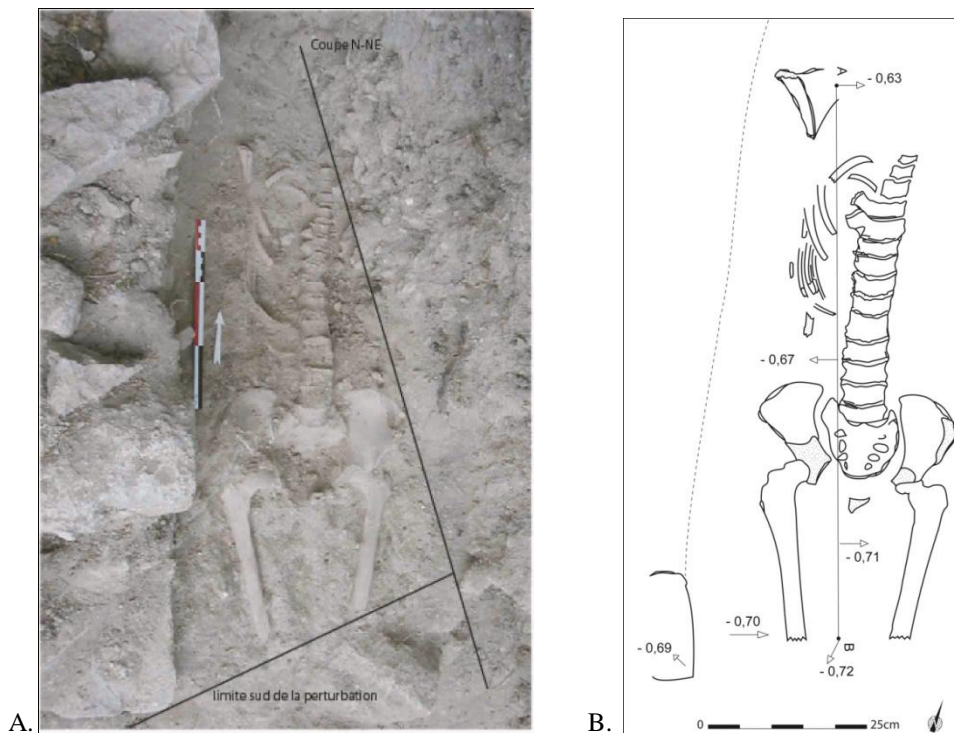 Coupe N-NE
limite sud de la perturbation
A.
A
- 0,63
- 0,67
- 0,71
- 0,70
- 0,69
B
- 0,72
0
25cm
B.